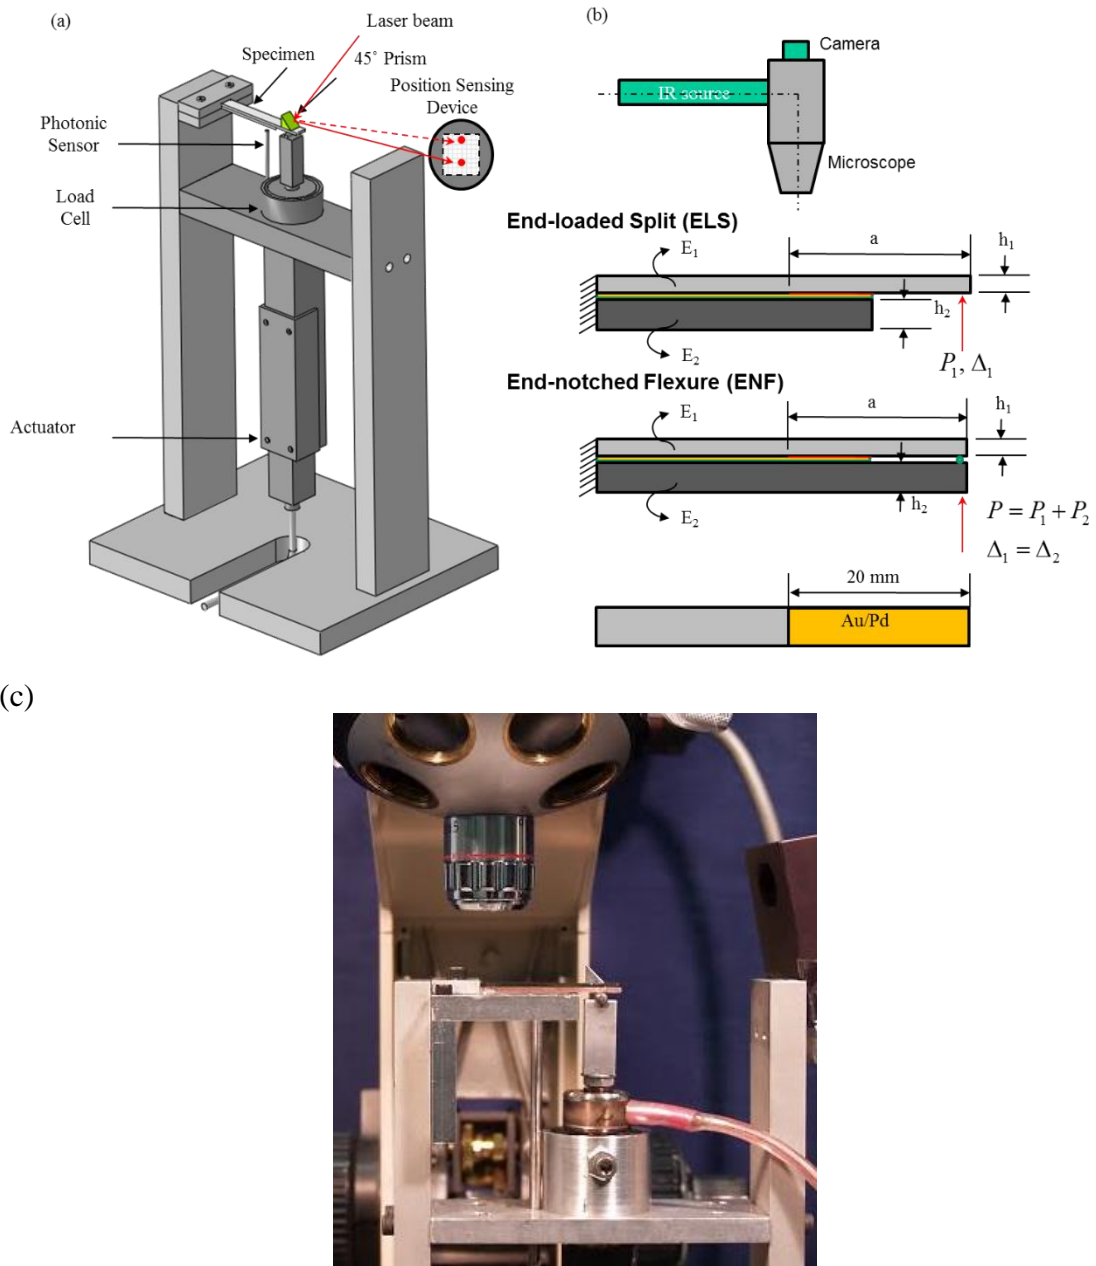 (a)
Laser beam
Specimen
45˚ Prism
Position Sensing
Device
Photonic
Sensor
Load
Cell
Actuator
(b)
Camera
IR source
Microscope
End-loaded Split (ELS)
E1
a
h1
h2
E2
P1, Δ1
End-notched Flexure (ENF)
E1
a
h1
h2
E2
P = P1 + P2
Δ1 = Δ2
20 mm
Au/Pd
(c)